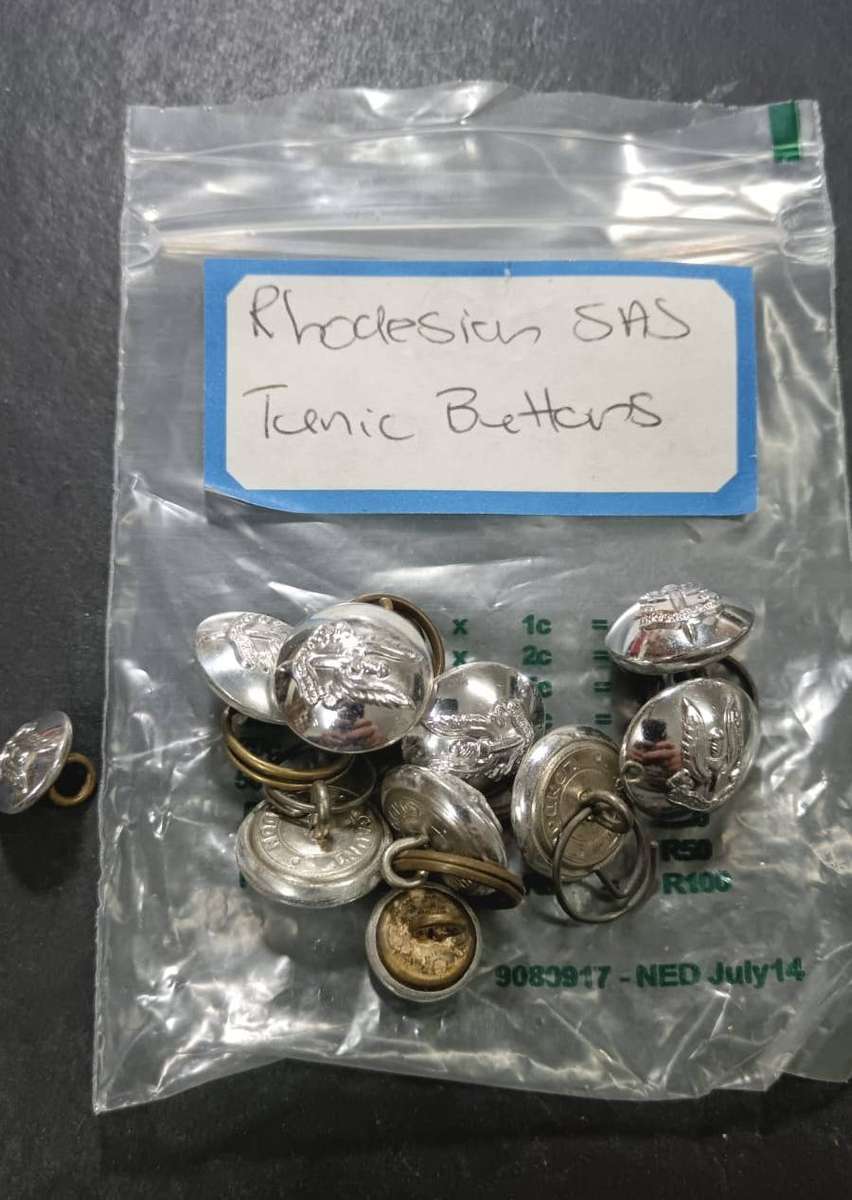 Rhodesian SAS
Tunic Buttons
x 1c =
x 2c =
R50
R100
9080917 - NED July14